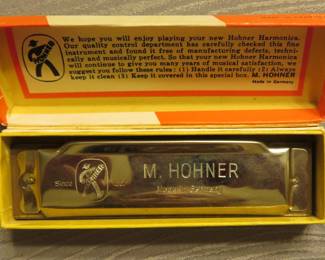 We hope you will enjoy playing your new Hohner Harmonica.
Our quality control department has carefully checked this fine
instrument and found it free of manufacturing defects, techni-
cally and musically perfect. So that your new Hohner Harmonica
will continue to give you many years of musical satisfaction, we
suggest you follow these rules: (1) Handle it carefully (2) Always
keep it clean (3) Keep it covered in this special box. M. HOHNER
Made in Germany
M. HOHNER
Since
Made in Germany